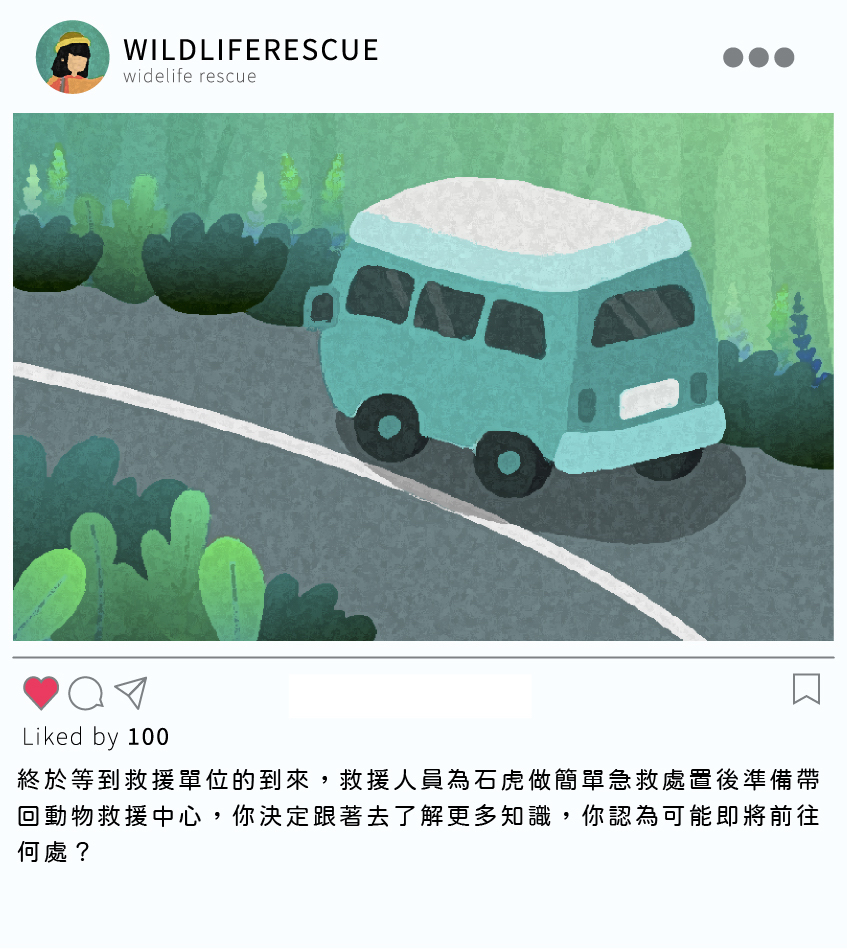 WILDLIFERESCUE
widelife rescue
Liked by 100
終於等到救援單位的到來，救援人員為石虎做簡單急救處置後準備帶
回動物救援中心，你決定跟著去了解更多知識，你認為可能即將前往
何處？